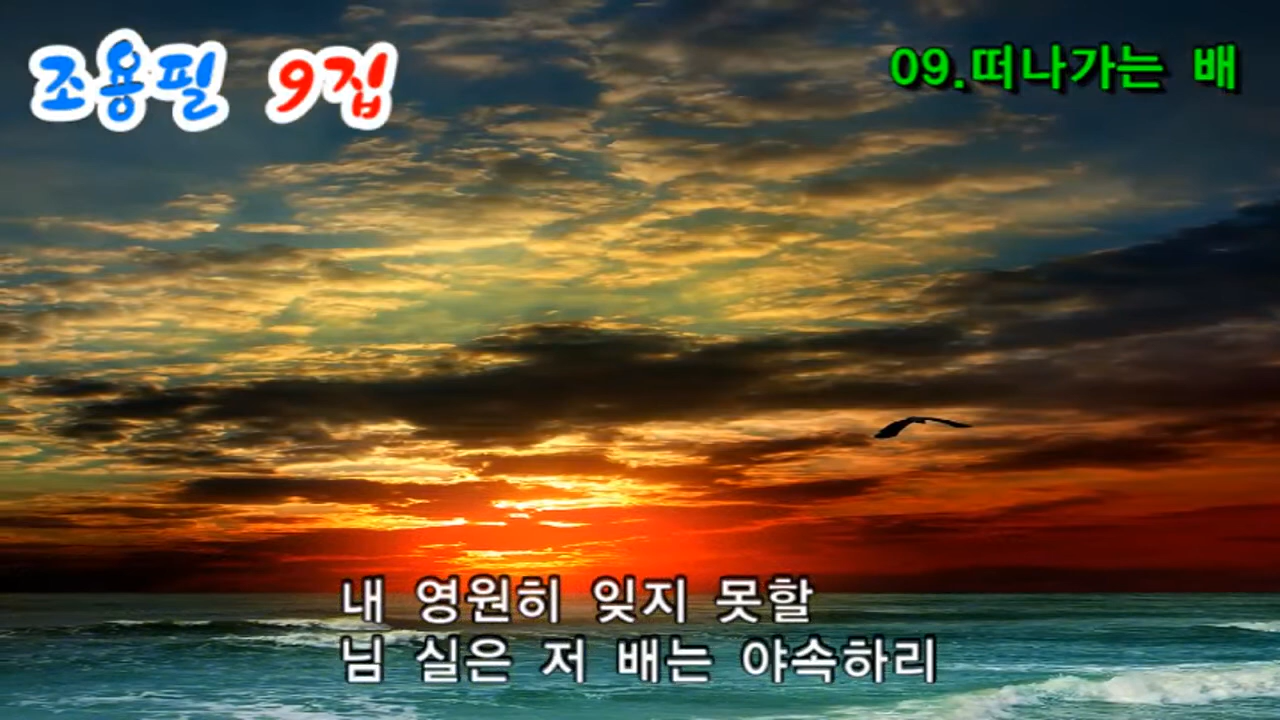 조용필 9집
09.떠나가는 배
내 영원히 잊지 못할
님 실은 저 배는 야속하리